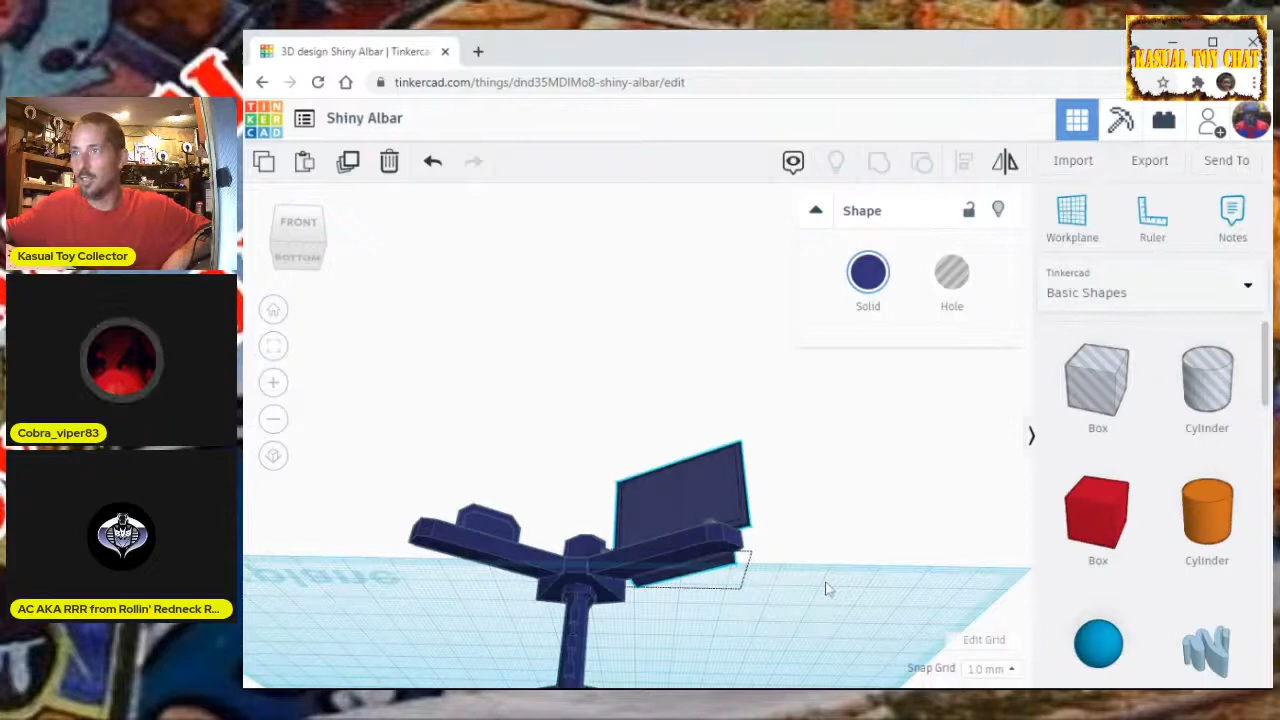 3D design Shiny Albar | Tinkerca
tinkercad.com/things/dnd35MDIMo8-shiny-albar/edit
KASUAL TOY CHAT
TIN
KER
CAD
Shiny Albar
Import
Export
Send To
FRONT
BOTTOM
Shape
Solid
Hole
Workplane
Ruler
Notes
Tinkercad
Basic Shapes
Box
Cylinder
Box
Cylinder
Edit Grid
Snap Grid
1.0 mm
Kasual Toy Collector
Cobra_viper83
AC AKA RRR from Rollin' Redneck R...